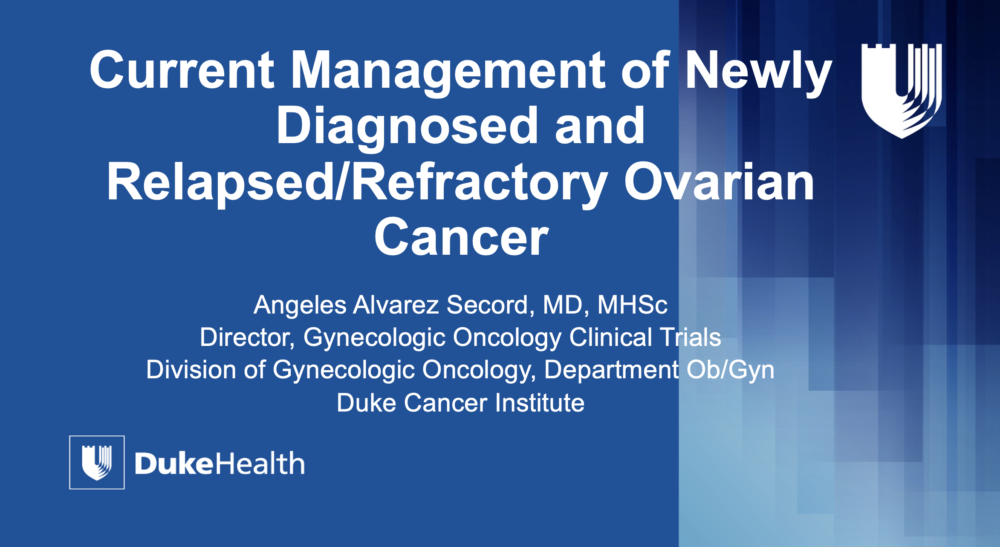 Current Management of Newly
Diagnosed and
Relapsed/Refractory Ovarian
Cancer
Angeles Alvarez Secord, MD, MHSc
Director, Gynecologic Oncology Clinical Trials
Division of Gynecologic Oncology, Department Ob/Gyn
Duke Cancer Institute
DukeHealth